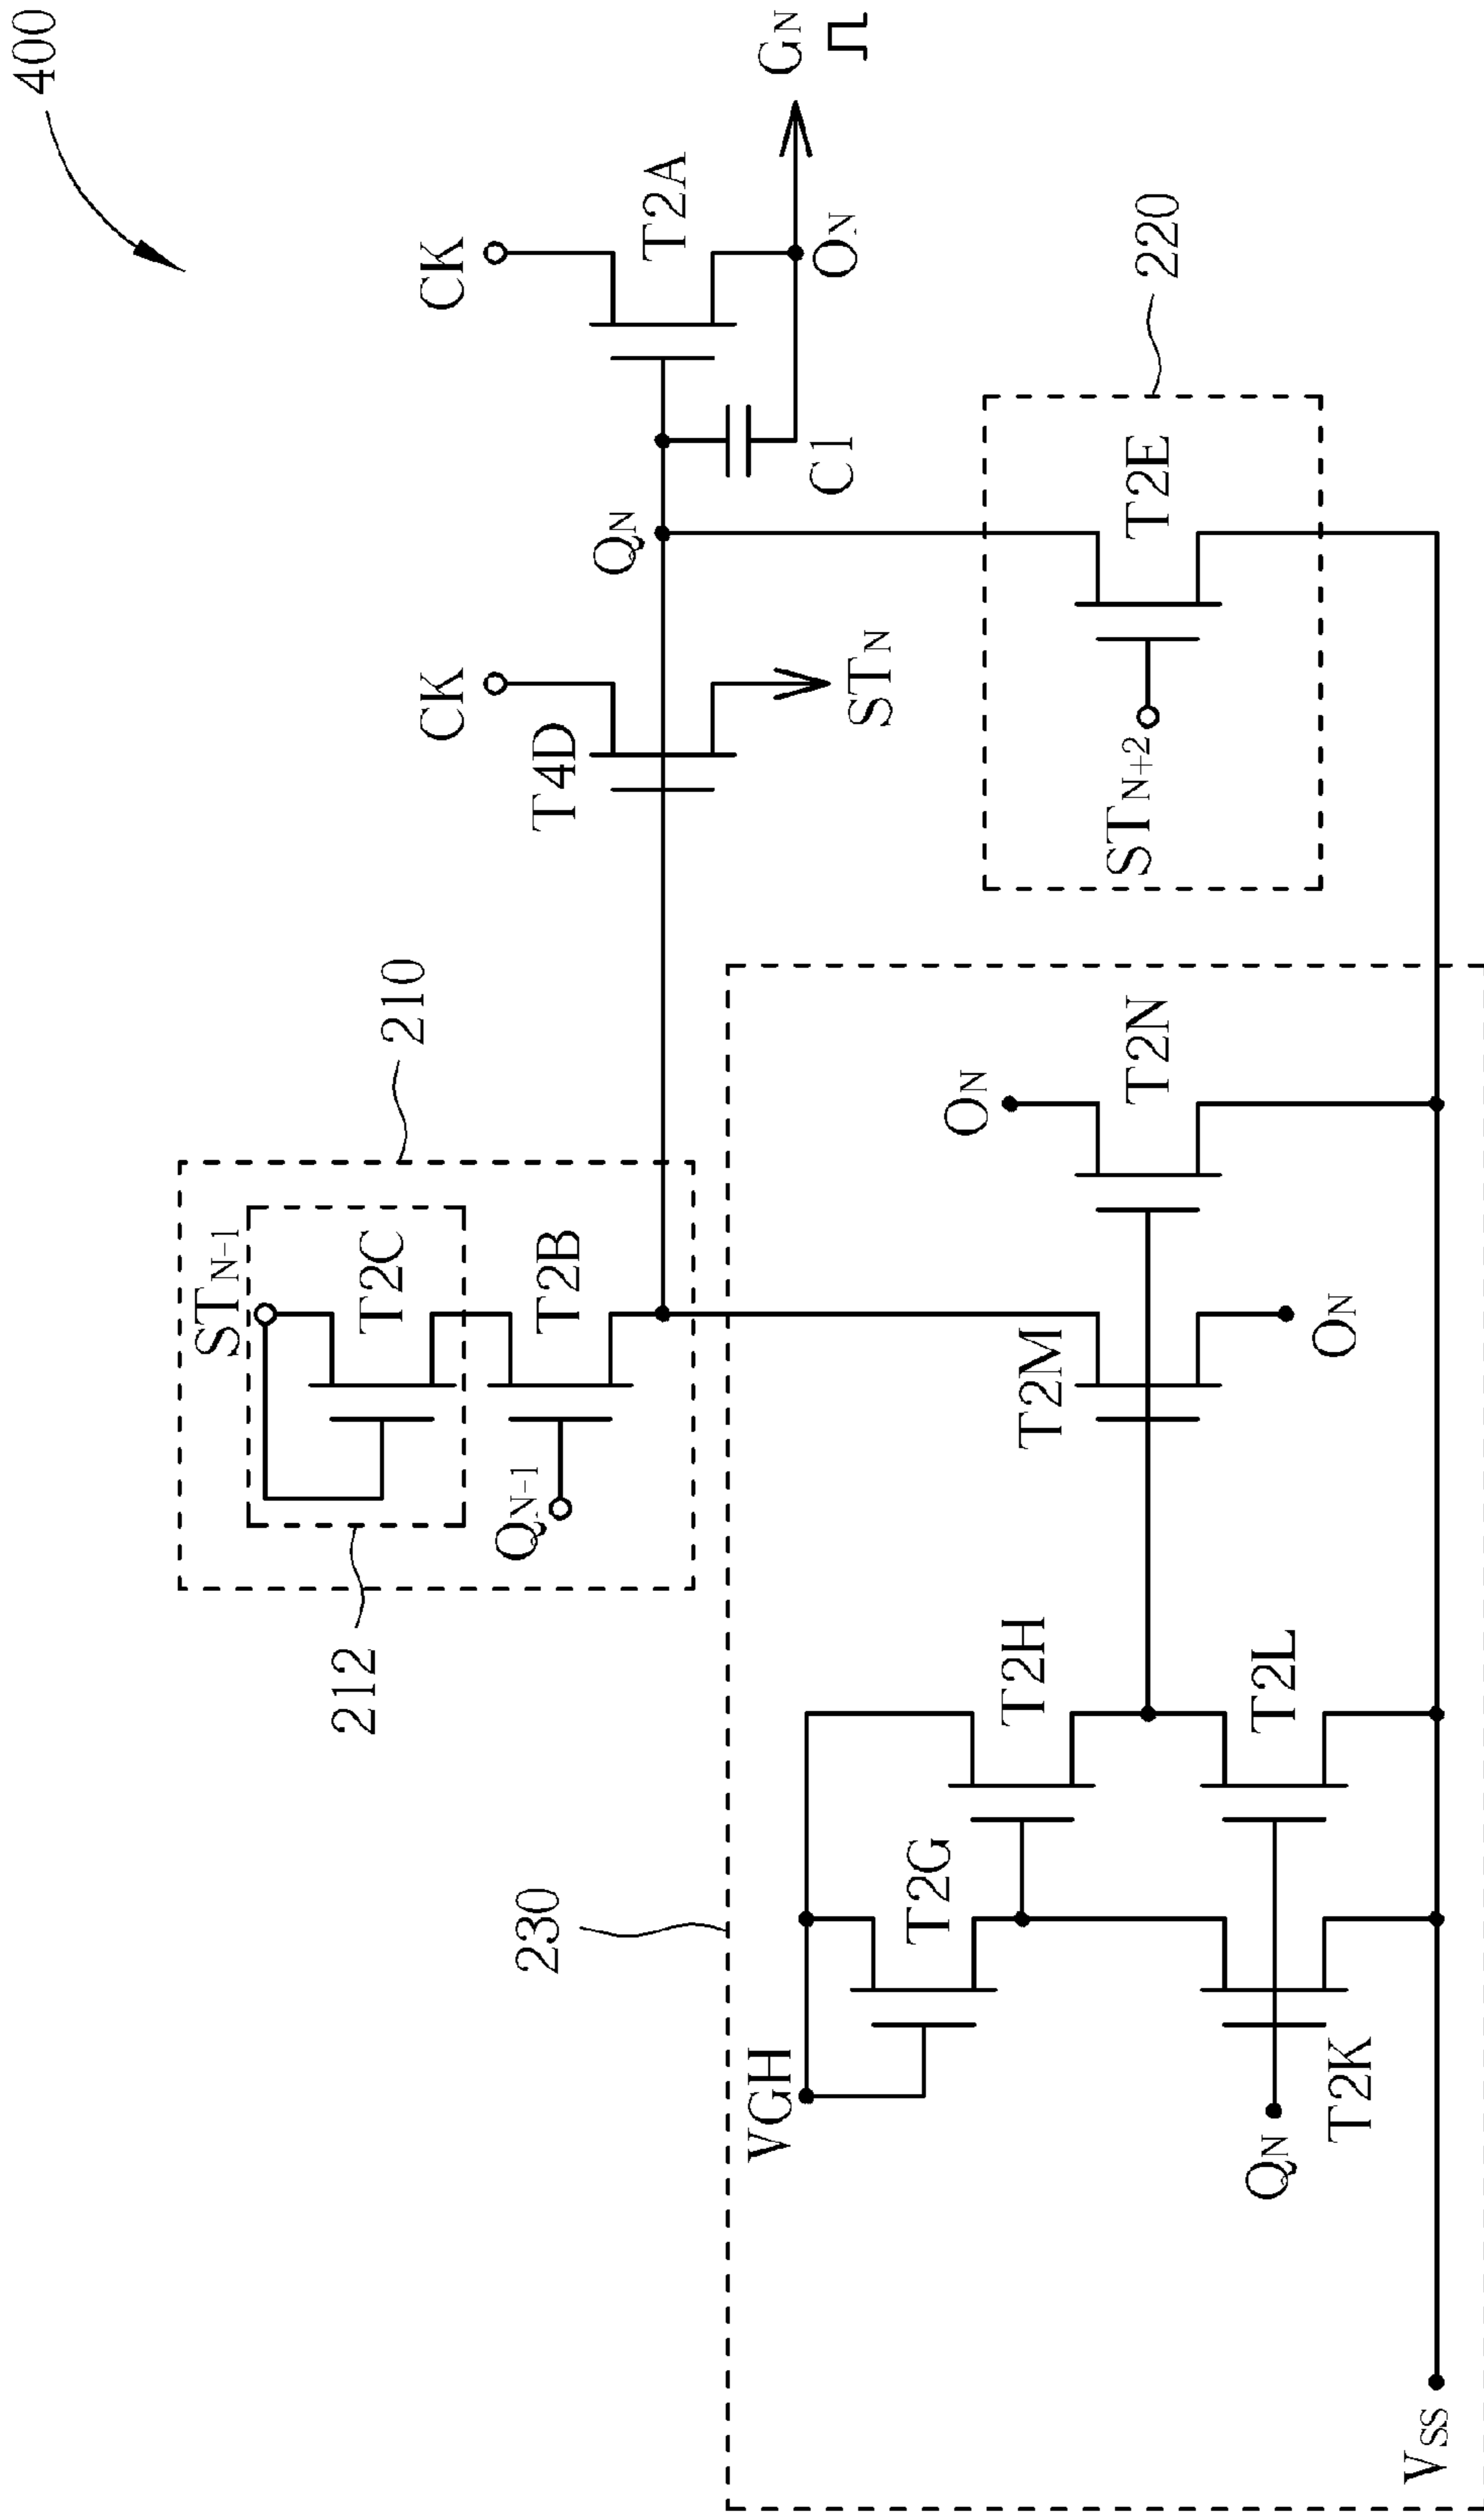 400
CK
T2A
GN
ON
C1
QN
CK
T4D
STN
220
T2E
STN+2
210
STN-1
T2C
T2B
QN-1
212
ON
T2N
T2M
ON
230
VGH
T2G
T2H
T2L
T2K
QN
VSS